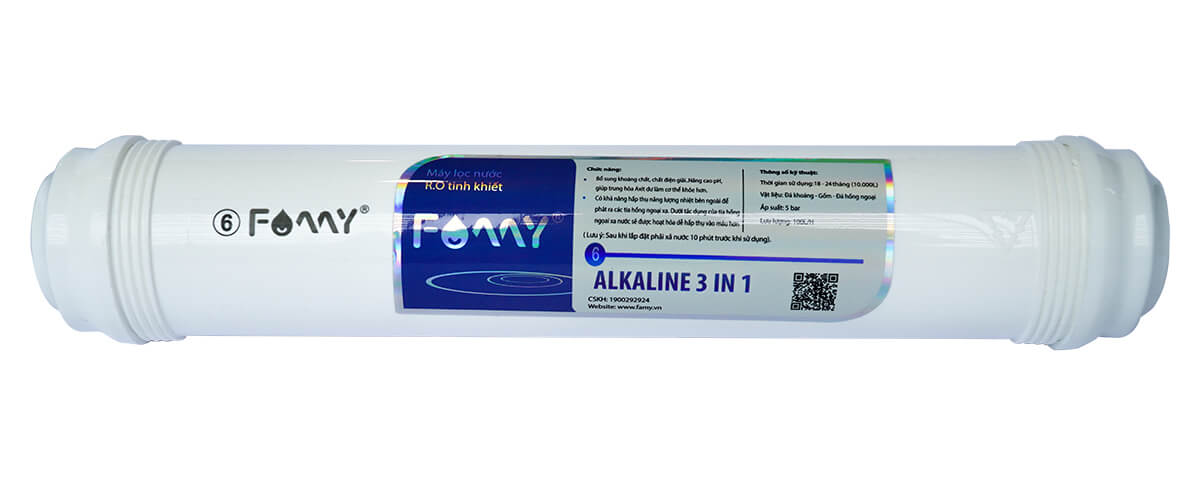 6 FAMY®
Máy lọc nước
R.O tinh khiết
FAMY®
Chức năng:
• Bổ sung khoáng chất, chất điện giải. Nâng cao pH,
giúp trung hòa Axit dư làm cơ thể khỏe hơn.
• Có khả năng hấp thụ năng lượng nhiệt bên ngoài để
phát ra các tia hồng ngoại xa. Dưới tác dụng của tia hồng
ngoại xa nước sẽ được hoạt hóa dễ hấp thụ vào máu hơn
( Lưu ý: Sau khi lắp đặt phải xả nước 10 phút trước khi sử dụng).
Thông số kỹ thuật:
Thời gian sử dụng: 18 - 24 tháng (10.000L)
Vật liệu: Đá khoáng - Gốm - Đá hồng ngoại
Áp suất: 5 bar
Lưu lượng: 100L/H
6
ALKALINE 3 IN 1
CSKH: 1900292924
Website: www.famy.vn